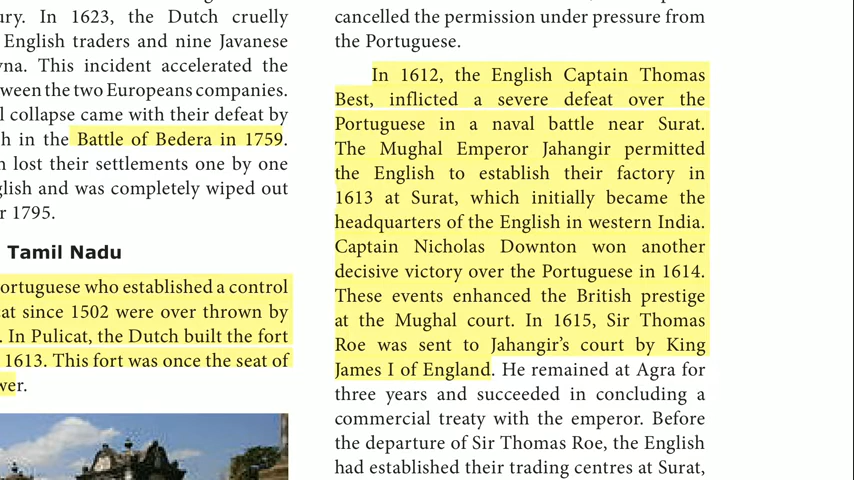 ury. In 1623, the Dutch cruelly
English traders and nine Javanese
yna. This incident accelerated the
ween the two Europeans companies.
l collapse came with their defeat by
h in the Battle of Bedera in 1759.
lost their settlements one by one
glish and was completely wiped out
r 1795.
Tamil Nadu
ortuguese who established a control
at since 1502 were over thrown by
. In Pulicat, the Dutch built the fort
1613. This fort was once the seat of
wer.
cancelled the permission under pressure from
the Portuguese.
In 1612, the English Captain Thomas
Best, inflicted a severe defeat over the
Portuguese in a naval battle near Surat.
The Mughal Emperor Jahangir permitted
the English to establish their factory in
1613 at Surat, which initially became the
headquarters of the English in western India.
Captain Nicholas Downton won another
decisive victory over the Portuguese in 1614.
These events enhanced the British prestige
at the Mughal court. In 1615, Sir Thomas
Roe was sent to Jahangir's court by King
James I of England. He remained at Agra for
three years and succeeded in concluding a
commercial treaty with the emperor. Before
the departure of Sir Thomas Roe, the English
had established their trading centres at Surat,